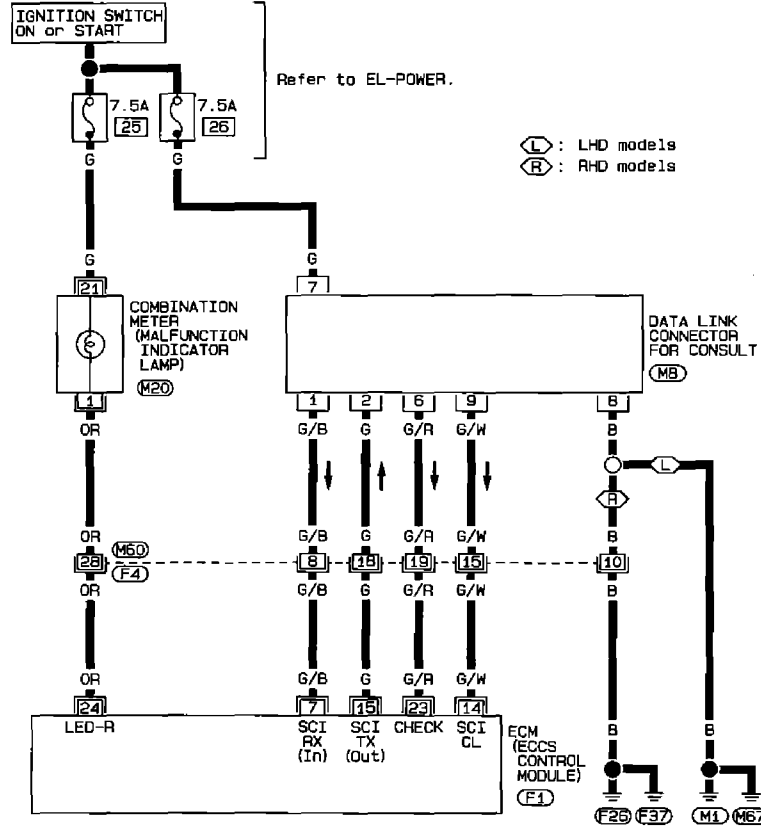 IGNITION SWITCH
ON or START
Refer to EL-POWER.
7.5A
25
7.5A
26
G
G
L : LHD models
R : RHD models
G
G
21
7
COMBINATION
METER
(MALFUNCTION
INDICATOR
LAMP)
M20
DATA LINK
CONNECTOR
FOR CONSULT
M8
1
1
2
6
9
8
OR
G/B
G
G/R
G/W
B
L
R
OR
G/B
G
G/R
G/W
B
M60
28
8
18
19
15
10
F4
OR
G/B
G
G/R
G/W
B
OR
G/B
G
G/R
G/W
24
7
15
23
14
B
B
LED-R
SCI
RX
(In)
SCI
TX
(Out)
CHECK
SCI
CL
ECM
(ECCS
CONTROL
MODULE)
F1
F26
F37
M1
M67